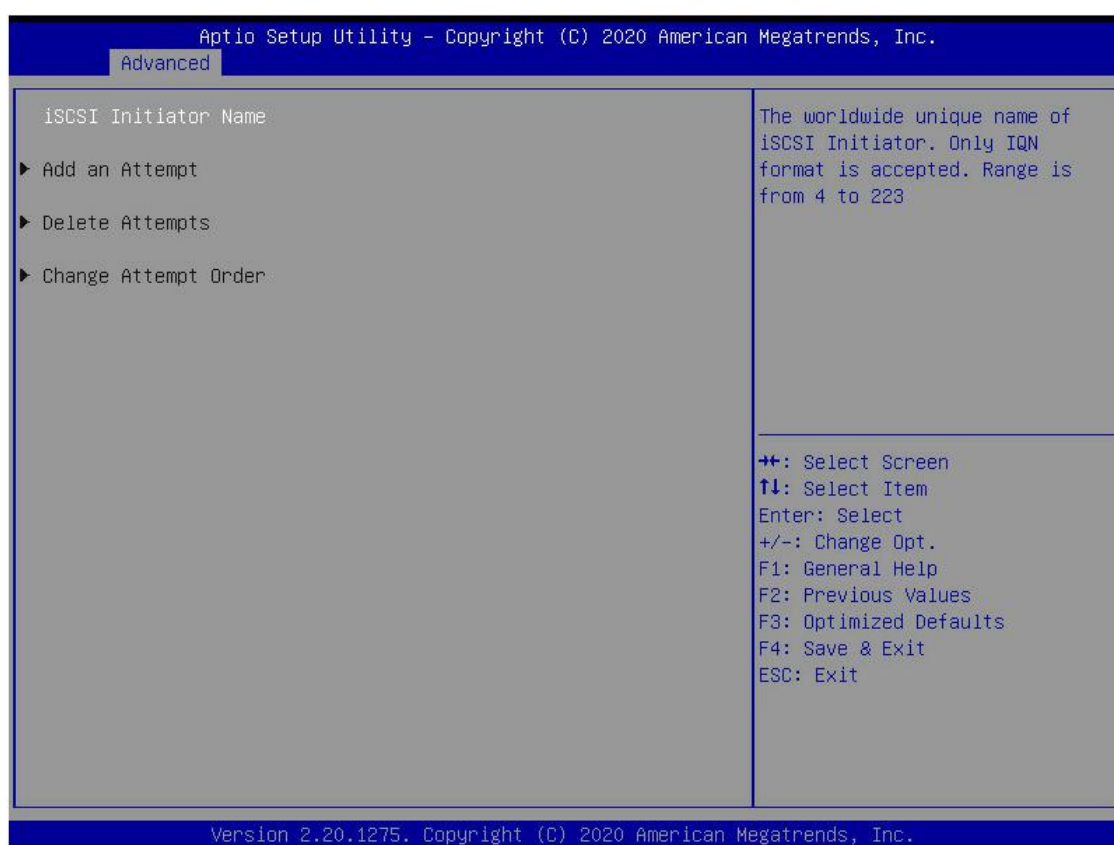 Aptio Setup Utility – Copyright (C) 2020 American Megatrends, Inc.
Advanced
iSCSI Initiator Name
▶ Add an Attempt
▶ Delete Attempts
▶ Change Attempt Order
The worldwide unique name of
iSCSI Initiator. Only IQN
format is accepted. Range is
from 4 to 223
→←: Select Screen
↑↓: Select Item
Enter: Select
+/-: Change Opt.
F1: General Help
F2: Previous Values
F3: Optimized Defaults
F4: Save & Exit
ESC: Exit
Version 2.20.1275. Copyright (C) 2020 American Megatrends, Inc.